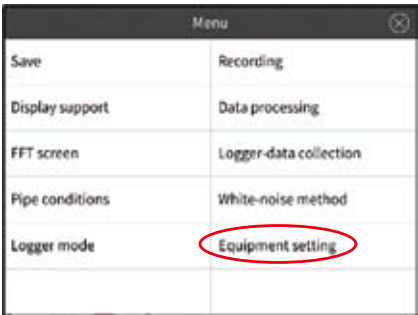 Menu
Save
Recording
Display support
Data processing
FFT screen
Logger-data collection
Pipe conditions
White-noise method
Logger mode
Equipment setting